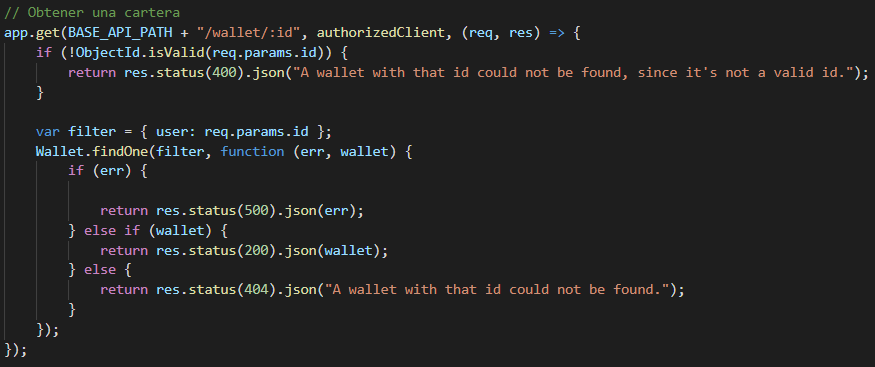 // Obtener una cartera
app.get(BASE_API_PATH + "/wallet/:id", authorizedClient, (req, res) => {
    if (!ObjectId.isValid(req.params.id)) {
        return res.status(400).json("A wallet with that id could not be found, since it's not a valid id.");
    }

    var filter = { user: req.params.id };
    Wallet.findOne(filter, function (err, wallet) {
        if (err) {

            return res.status(500).json(err);
        } else if (wallet) {
            return res.status(200).json(wallet);
        } else {
            return res.status(404).json("A wallet with that id could not be found.");
        }
    });
});